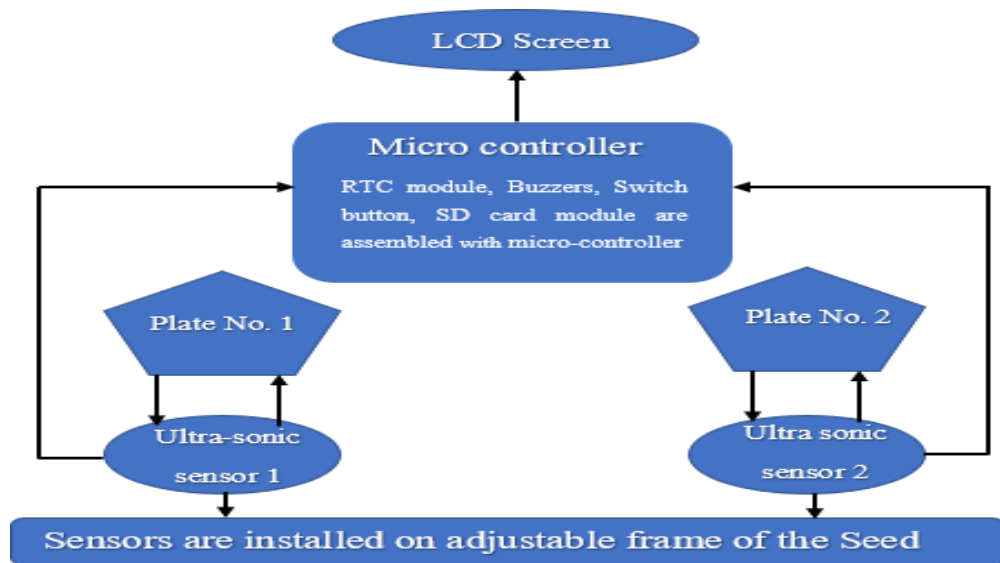 LCD Screen
Micro controller
RTC module, Buzzers, Switch
button, SD card module are
assembled with micro-controller
Plate No. 1
Plate No. 2
Ultra-sonic
sensor 1
Ultra sonic
sensor 2
Sensors are installed on adjustable frame of the Seed